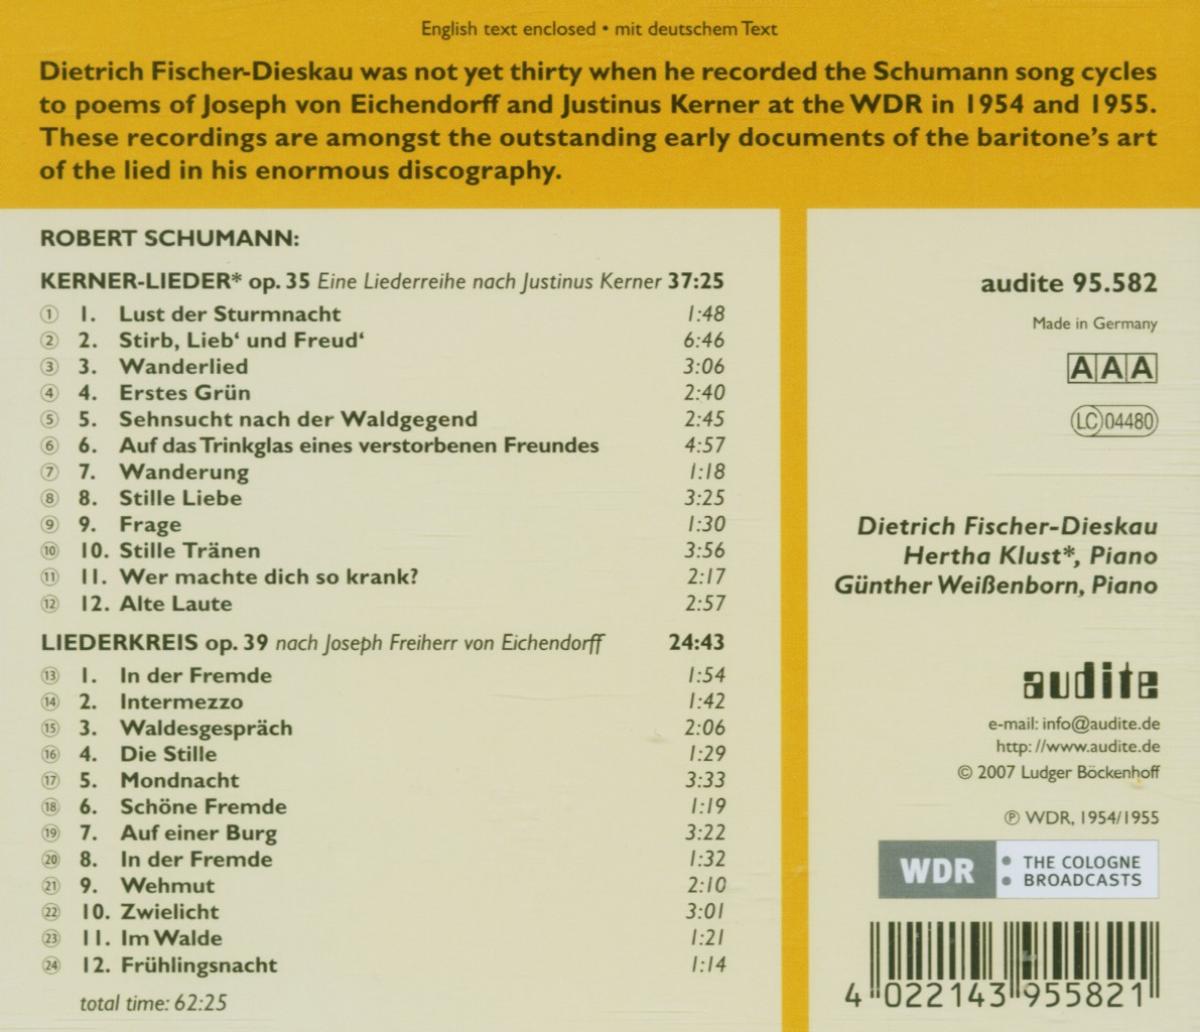 English text enclosed • mit deutschem Text
Dietrich Fischer-Dieskau was not yet thirty when he recorded the Schumann song cycles
to poems of Joseph von Eichendorff and Justinus Kerner at the WDR in 1954 and 1955.
These recordings are amongst the outstanding early documents of the baritone's art
of the lied in his enormous discography.
ROBERT SCHUMANN:
KERNER-LIEDER* op. 35 Eine Liederreihe nach Justinus Kerner 37:25
① 1. Lust der Sturmnacht 1:48
② 2. Stirb, Lieb‘ und Freud‘ 6:46
③ 3. Wanderlied 3:06
④ 4. Erstes Grün 2:40
⑤ 5. Sehnsucht nach der Waldgegend 2:45
⑥ 6. Auf das Trinkglas eines verstorbenen Freundes 4:57
⑦ 7. Wanderung 1:18
⑧ 8. Stille Liebe 3:25
⑨ 9. Frage 1:30
⑩ 10. Stille Tränen 3:56
⑪ 11. Wer machte dich so krank? 2:17
⑫ 12. Alte Laute 2:57
LIEDERKREIS op. 39 nach Joseph Freiherr von Eichendorff 24:43
⑬ 1. In der Fremde 1:54
⑭ 2. Intermezzo 1:42
⑮ 3. Waldesgespräch 2:06
⑯ 4. Die Stille 1:29
⑰ 5. Mondnacht 3:33
⑱ 6. Schöne Fremde 1:19
⑲ 7. Auf einer Burg 3:22
⑳ 8. In der Fremde 1:32
㉑ 9. Wehmut 2:10
㉒ 10. Zwielicht 3:01
㉓ 11. Im Walde 1:21
㉔ 12. Frühlingsnacht 1:14
total time: 62:25
audite 95.582
Made in Germany
AAA
LC 04480
Dietrich Fischer-Dieskau
Hertha Klust*, Piano
Günther Weißenborn, Piano
audite
e-mail: info@audite.de
http://www.audite.de
© 2007 Ludger Böckenhoff
℗ WDR, 1954/1955
WDR : THE COLOGNE
BROADCASTS
4 022143 955821